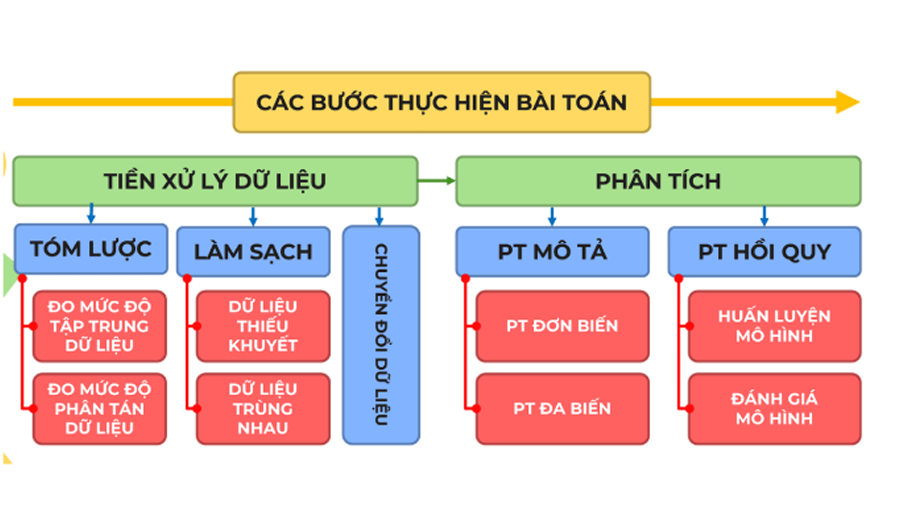 CÁC BƯỚC THỰC HIỆN BÀI TOÁN
TIỀN XỬ LÝ DỮ LIỆU
PHÂN TÍCH
TÓM LƯỢC
LÀM SẠCH
CHUYỂN ĐỔI DỮ LIỆU
PT MÔ TẢ
PT HỒI QUY
ĐO MỨC ĐỘ
TẬP TRUNG
DỮ LIỆU
DỮ LIỆU
THIẾU
KHUYẾT
PT ĐƠN BIẾN
HUẤN LUYỆN
MÔ HÌNH
ĐO MỨC ĐỘ
PHÂN TÁN
DỮ LIỆU
DỮ LIỆU
TRÙNG
NHAU
PT ĐA BIẾN
ĐÁNH GIÁ
MÔ HÌNH